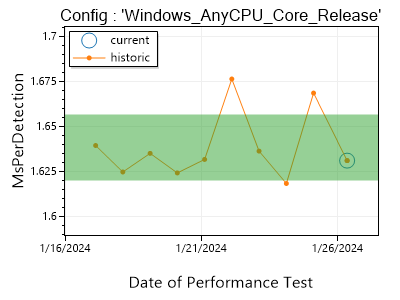 Config : 'Windows_AnyCPU_Core_Release'
1.7
current
historic
1.675
MsPerDetection
1.65
1.625
1.6
1/16/2024 1/21/2024 1/26/2024
Date of Performance Test